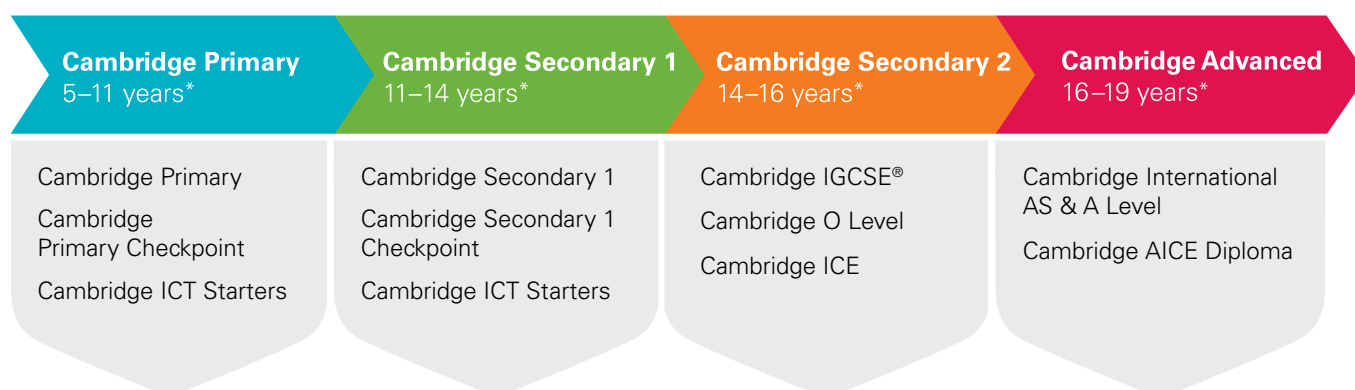 Cambridge Primary
5–11 years*
Cambridge Secondary 1
11–14 years*
Cambridge Secondary 2
14–16 years*
Cambridge Advanced
16–19 years*
Cambridge Primary
Cambridge
Primary Checkpoint
Cambridge ICT Starters
Cambridge Secondary 1
Cambridge Secondary 1
Checkpoint
Cambridge ICT Starters
Cambridge IGCSE®
Cambridge O Level
Cambridge ICE
Cambridge International
AS & A Level
Cambridge AICE Diploma